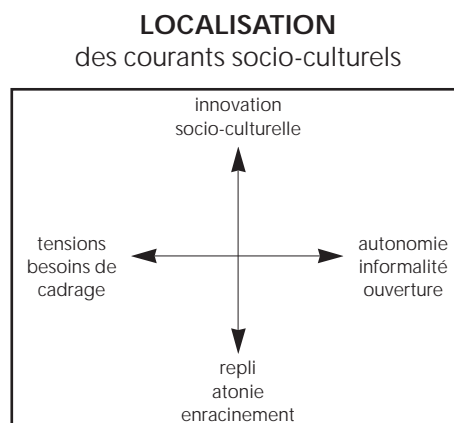 LOCALISATION
des courants socio-culturels
innovation
socio-culturelle
tensions
besoins de
cadrage
autonomie
informalité
ouverture
repli
atonie
enracinement